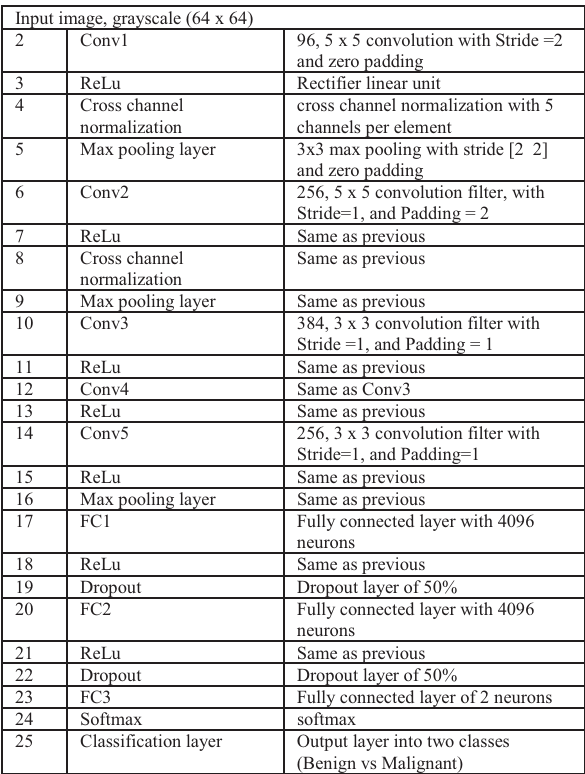 Input image, grayscale (64 x 64)
2 Conv1 96, 5 x 5 convolution with Stride =2
and zero padding
3 ReLu Rectifier linear unit
4 Cross channel cross channel normalization with 5
normalization channels per element
5 Max pooling layer 3x3 max pooling with stride [2 2]
and zero padding
6 Conv2 256, 5 x 5 convolution filter, with
Stride=1, and Padding = 2
7 ReLu Same as previous
8 Cross channel Same as previous
normalization
9 Max pooling layer Same as previous
10 Conv3 384, 3 x 3 convolution filter with
Stride =1, and Padding = 1
11 ReLu Same as previous
12 Conv4 Same as Conv3
13 ReLu Same as previous
14 Conv5 256, 3 x 3 convolution filter with
Stride=1, and Padding=1
15 ReLu Same as previous
16 Max pooling layer Same as previous
17 FC1 Fully connected layer with 4096
neurons
18 ReLu Same as previous
19 Dropout Dropout layer of 50%
20 FC2 Fully connected layer with 4096
neurons
21 ReLu Same as previous
22 Dropout Dropout layer of 50%
23 FC3 Fully connected layer of 2 neurons
24 Softmax softmax
25 Classification layer Output layer into two classes
(Benign vs Malignant)